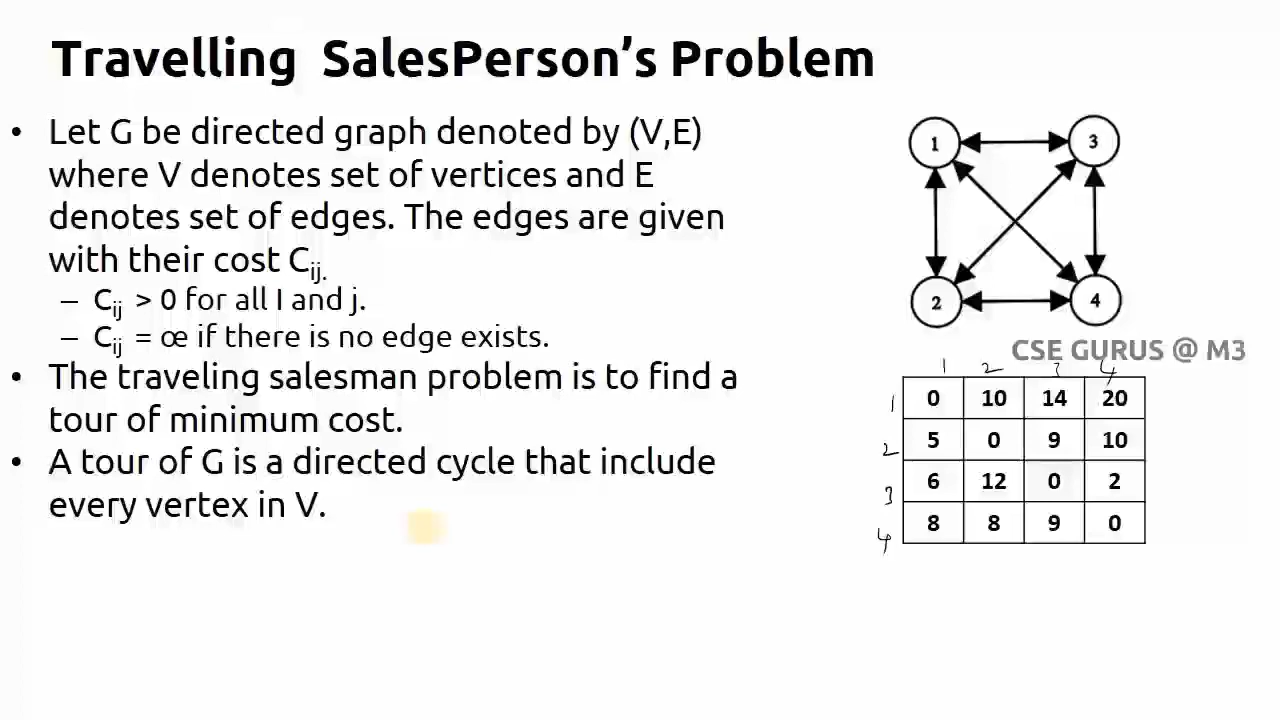 Travelling SalesPerson’s Problem
• Let G be directed graph denoted by (V,E)
where V denotes set of vertices and E
denotes set of edges. The edges are given
with their cost Cij.
– Cij > 0 for all I and j.
– Cij = œ if there is no edge exists.
• The traveling salesman problem is to find a
tour of minimum cost.
• A tour of G is a directed cycle that include
every vertex in V.
1 3
2 4
CSE GURUS @ M3
1 2 3 4
1 0 10 14 20
2 5 0 9 10
3 6 12 0 2
4 8 8 9 0